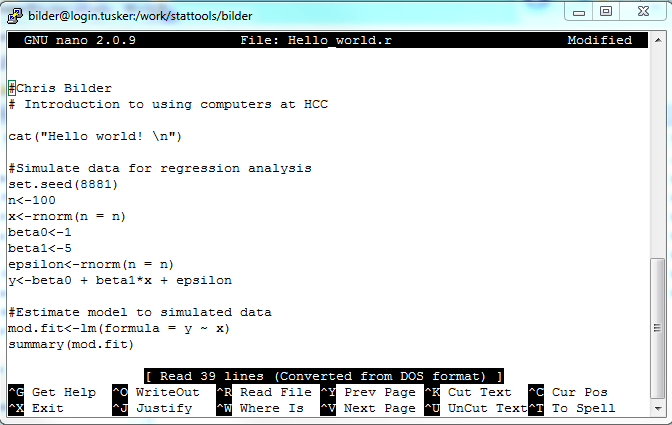 bilder@login.tusker:/work/stattools/bilder
GNU nano 2.0.9 File: Hello_world.r Modified
#Chris Bilder
# Introduction to using computers at HCC
cat("Hello world! \n")
#Simulate data for regression analysis
set.seed(8881)
n<-100
x<-rnorm(n = n)
beta0<-1
beta1<-5
epsilon<-rnorm(n = n)
y<-beta0 + beta1*x + epsilon
#Estimate model to simulated data
mod.fit<-lm(formula = y ~ x)
summary(mod.fit)
[ Read 39 lines (Converted from DOS format) ]
^G Get Help ^O WriteOut ^R Read File ^Y Prev Page ^K Cut Text ^C Cur Pos
^X Exit ^J Justify ^W Where Is ^V Next Page ^U UnCut Text^T To Spell